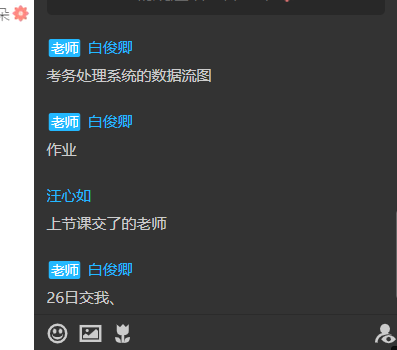 朵
老师 白俊卿
考务处理系统的数据流图
老师 白俊卿
作业
汪心如
上节课交了的老师
老师 白俊卿
26日交我、